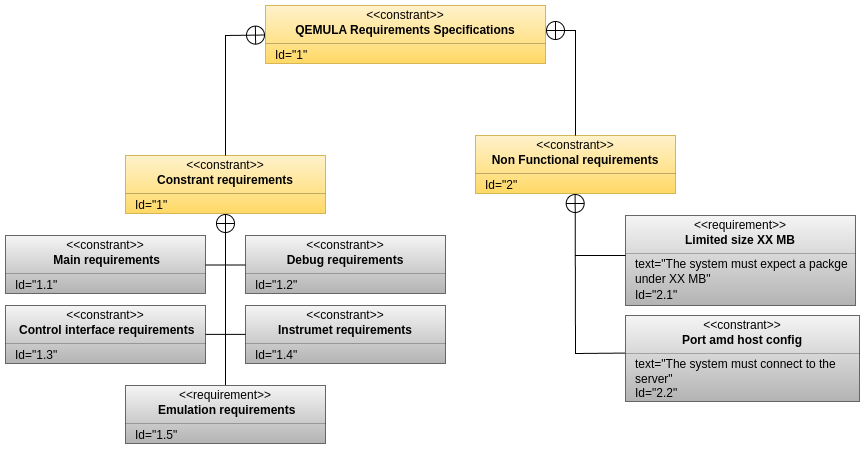 <<constrant>>
QEMULA Requirements Specifications
Id="1"
<<constrant>>
Constrant requirements
Id="1"
<<constrant>>
Non Functional requirements
Id="2"
<<constrant>>
Main requirements
Id="1.1"
<<constrant>>
Debug requirements
Id="1.2"
<<constrant>>
Control interface requirements
Id="1.3"
<<constrant>>
Instrumet requirements
Id="1.4"
<<requirement>>
Emulation requirements
Id="1.5"
<<requirement>>
Limited size XX MB
text="The system must expect a packge
under XX MB"
Id="2.1"
<<constrant>>
Port amd host config
text="The system must connect to the
server"
Id="2.2"